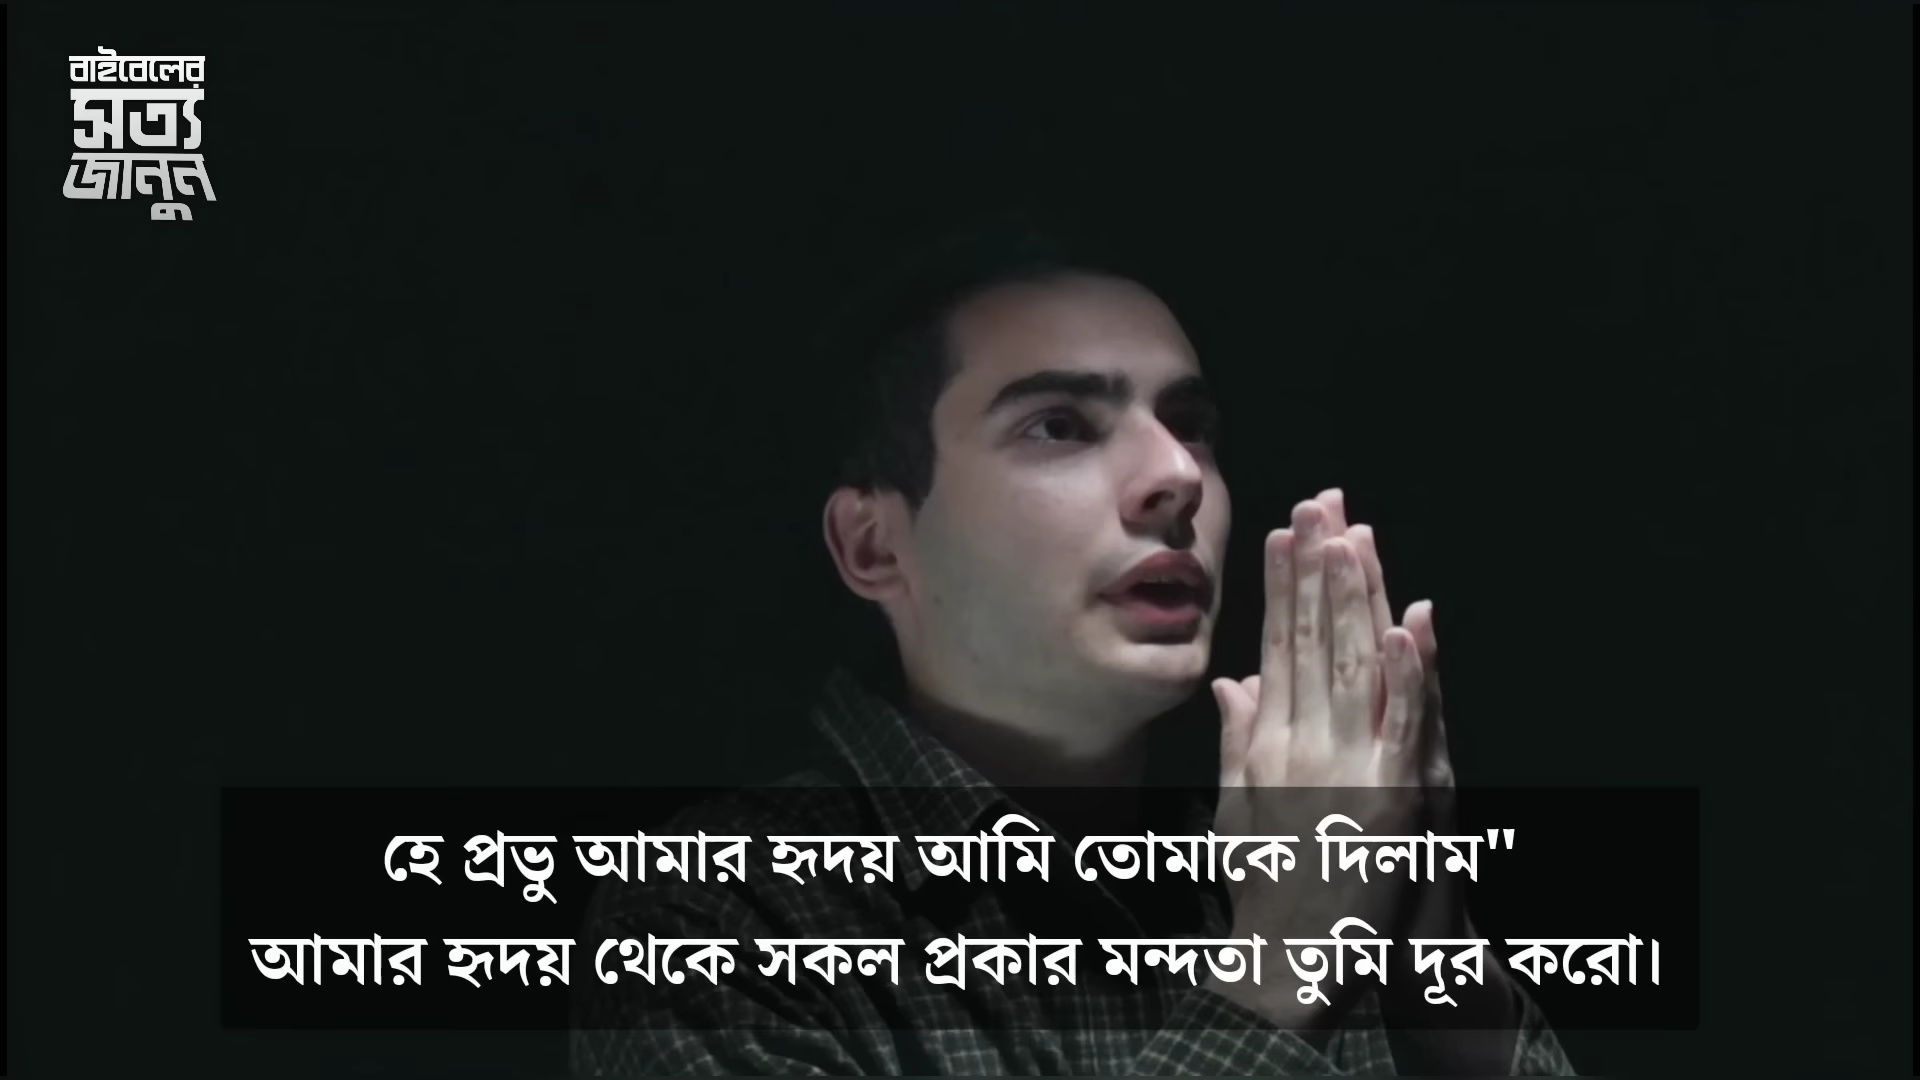 বাইবেলের
সত্য
জানুন
হে প্রভু আমার হৃদয় আমি তোমাকে দিলাম"
আমার হৃদয় থেকে সকল প্রকার মন্দতা তুমি দূর করো।